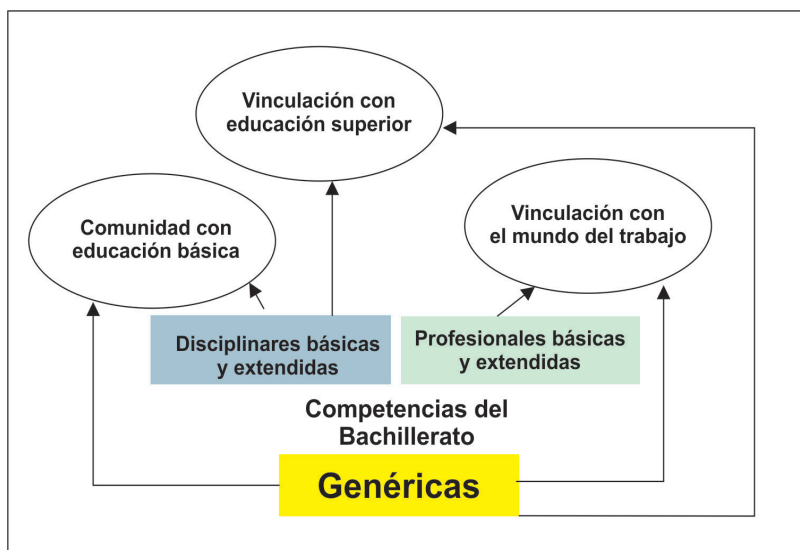 Vinculación con
educación superior
Comunidad con
educación básica
Vinculación con
el mundo del trabajo
Disciplinares básicas
y extendidas
Profesionales básicas
y extendidas
Competencias del
Bachillerato
Genéricas